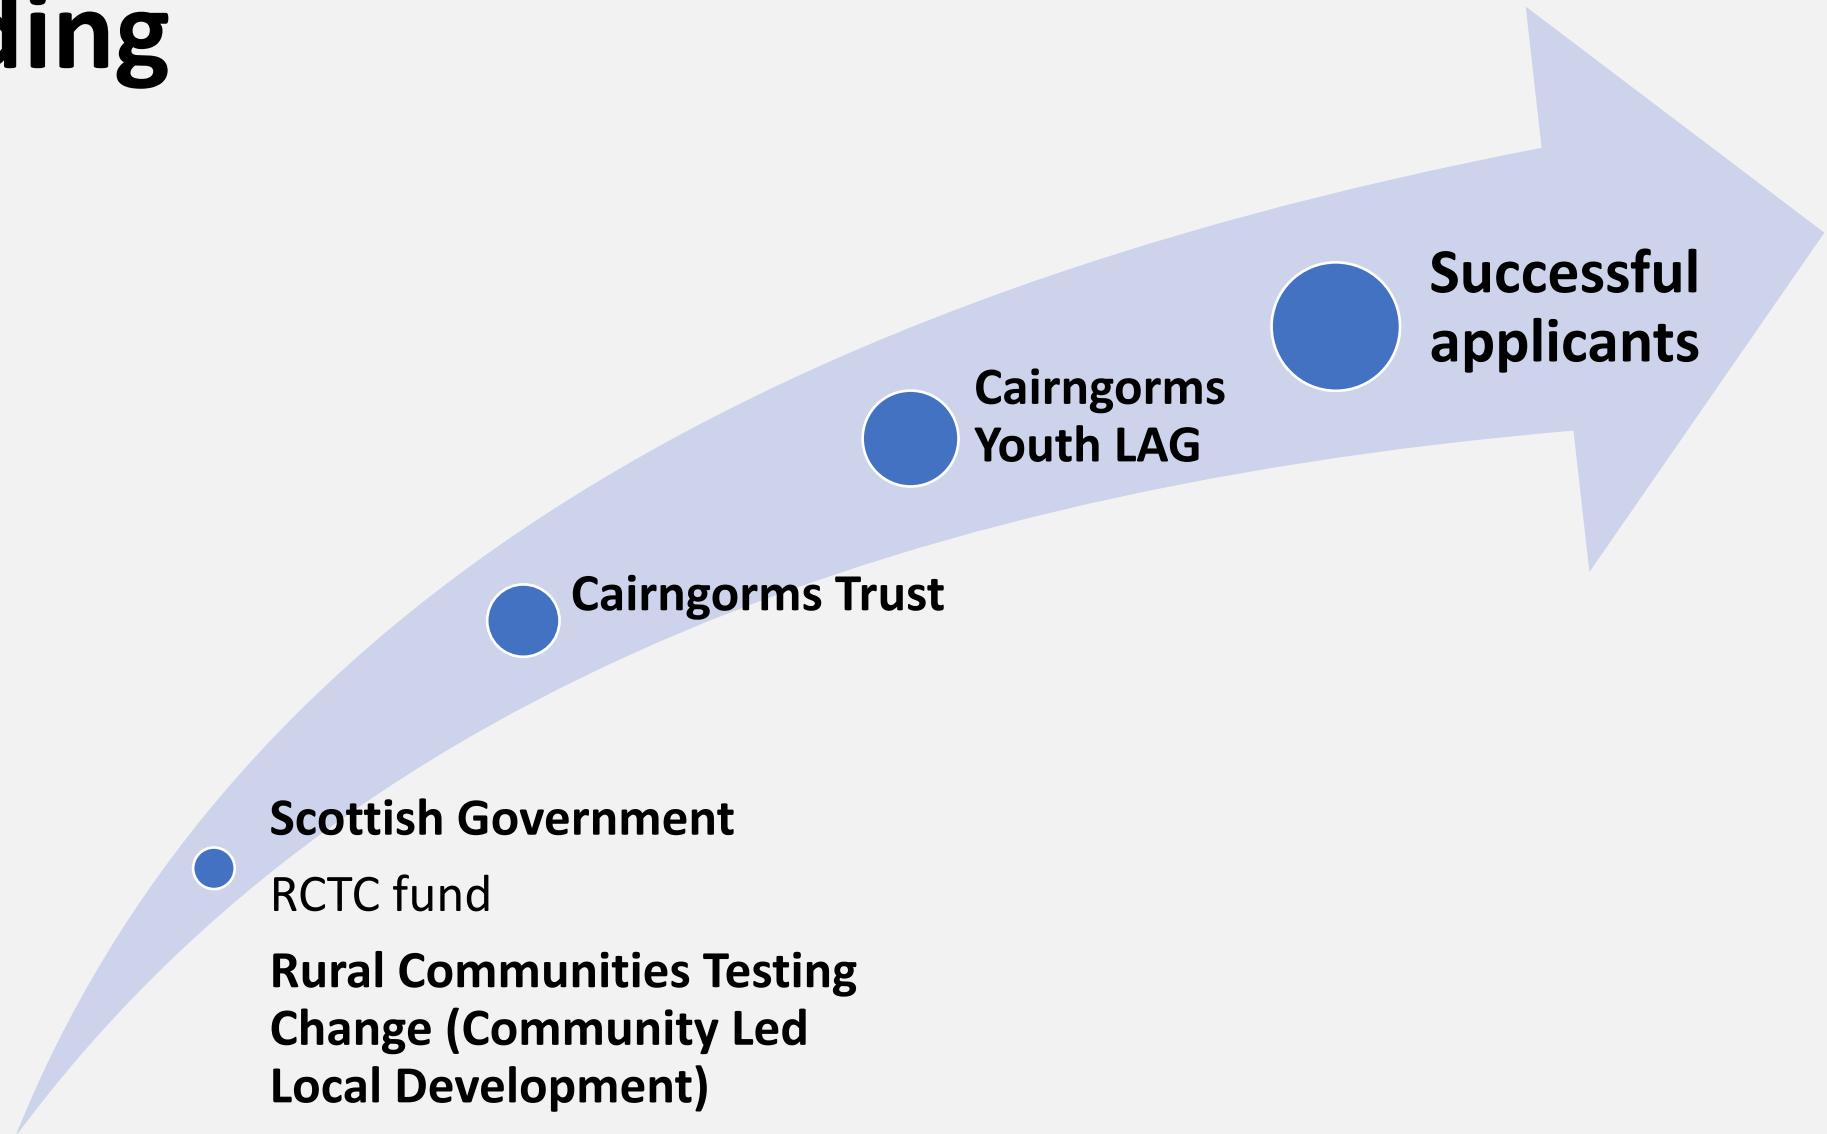 ding
Successful
applicants
Cairngorms
Youth LAG
Cairngorms Trust
Scottish Government
RCTC fund
Rural Communities Testing
Change (Community Led
Local Development)